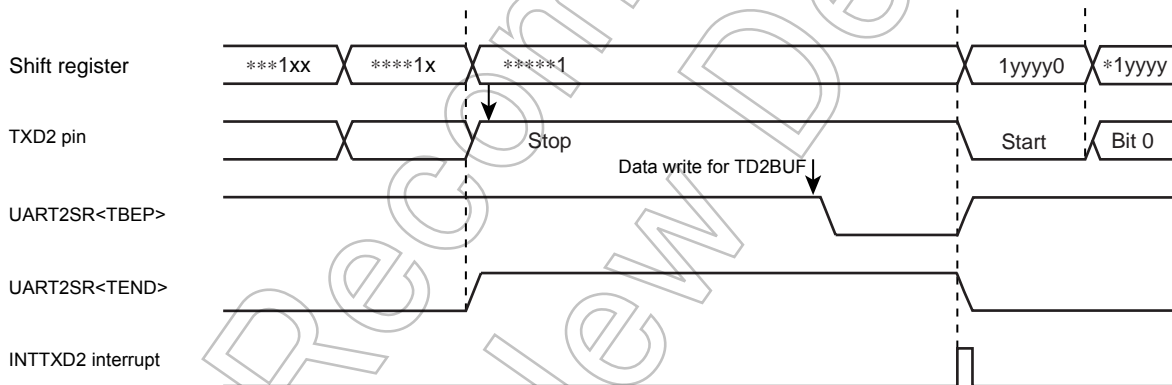 Shift register ***1xx ****1x *****1 1yyyy0 *1yyyy
TXD2 pin Stop Start Bit 0
Data write for TD2BUF
UART2SR<TBEP>
UART2SR<TEND>
INTTXD2 interrupt